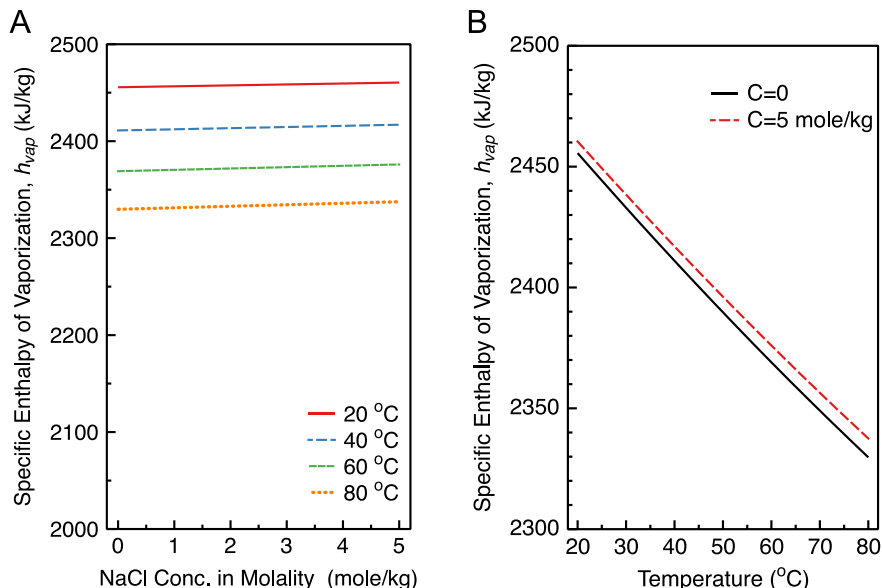 A
Specific Enthalpy of Vaporization, hvap (kJ/kg)
2500
2400
2300
2200
2100
2000
20 °C
40 °C
60 °C
80 °C
0 1 2 3 4 5
NaCl Conc. in Molality (mole/kg)
B
Specific Enthalpy of Vaporization, hvap (kJ/kg)
2500
2450
2400
2350
2300
C=0
C=5 mole/kg
20 30 40 50 60 70 80
Temperature (°C)